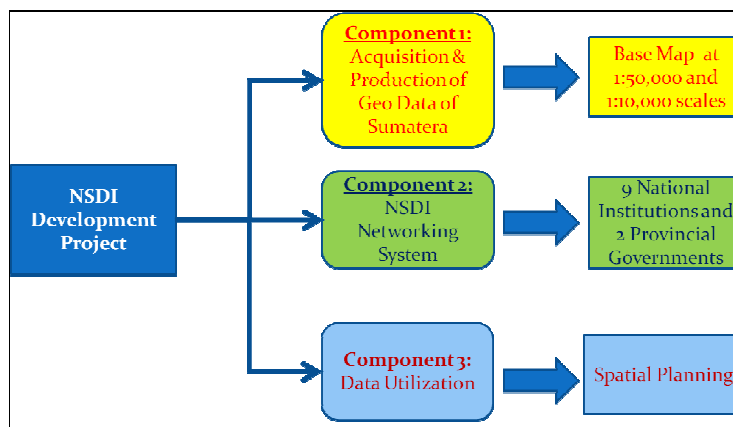 NSDI
Development
Project
Component 1:
Acquisition &
Production of
Geo Data of
Sumatera
Base Map at
1:50,000 and
1:10,000 scales
Component 2:
NSDI
Networking
System
9 National
Institutions and
2 Provincial
Governments
Component 3:
Data Utilization
Spatial Planning